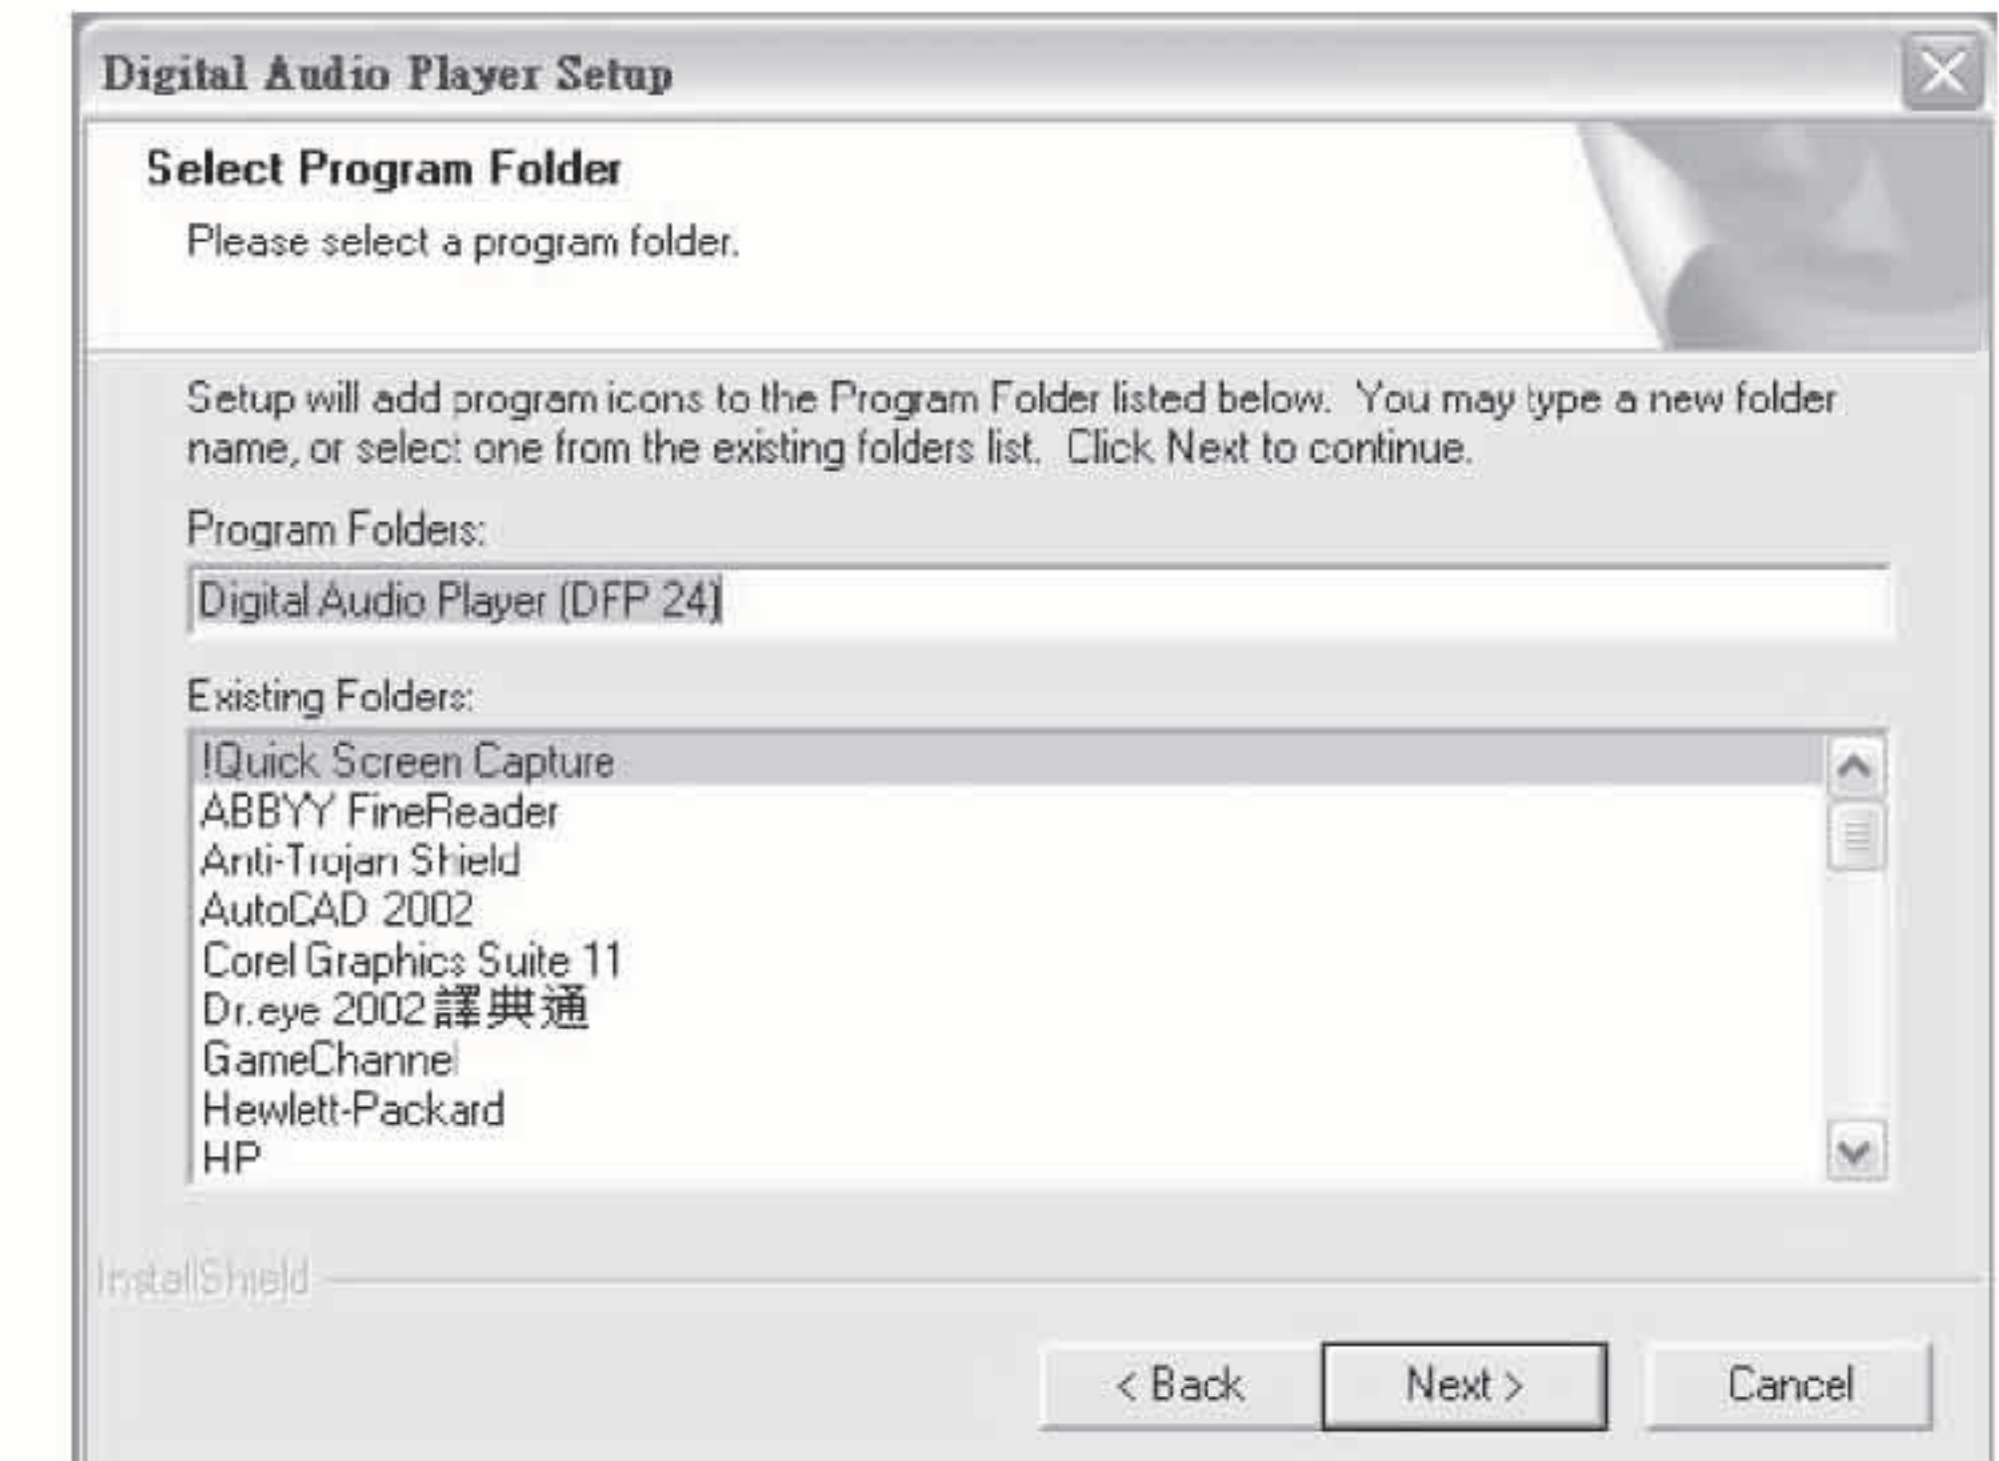 Digital Audio Player Setup
Select Program Folder
Please select a program folder.
Setup will add program icons to the Program Folder listed below. You may type a new folder
name, or select one from the existing folders list. Click Next to continue.
Program Folders:
Digital Audio Player (DFP 24)
Existing Folders:
!Quick Screen Capture
ABBYY FineReader
Anti-Trojan Shield
AutoCAD 2002
Corel Graphics Suite 11
Dr.eye 2002 譯典通
GameChannel
Hewlett-Packard
HP
InstallShield
< Back
Next >
Cancel